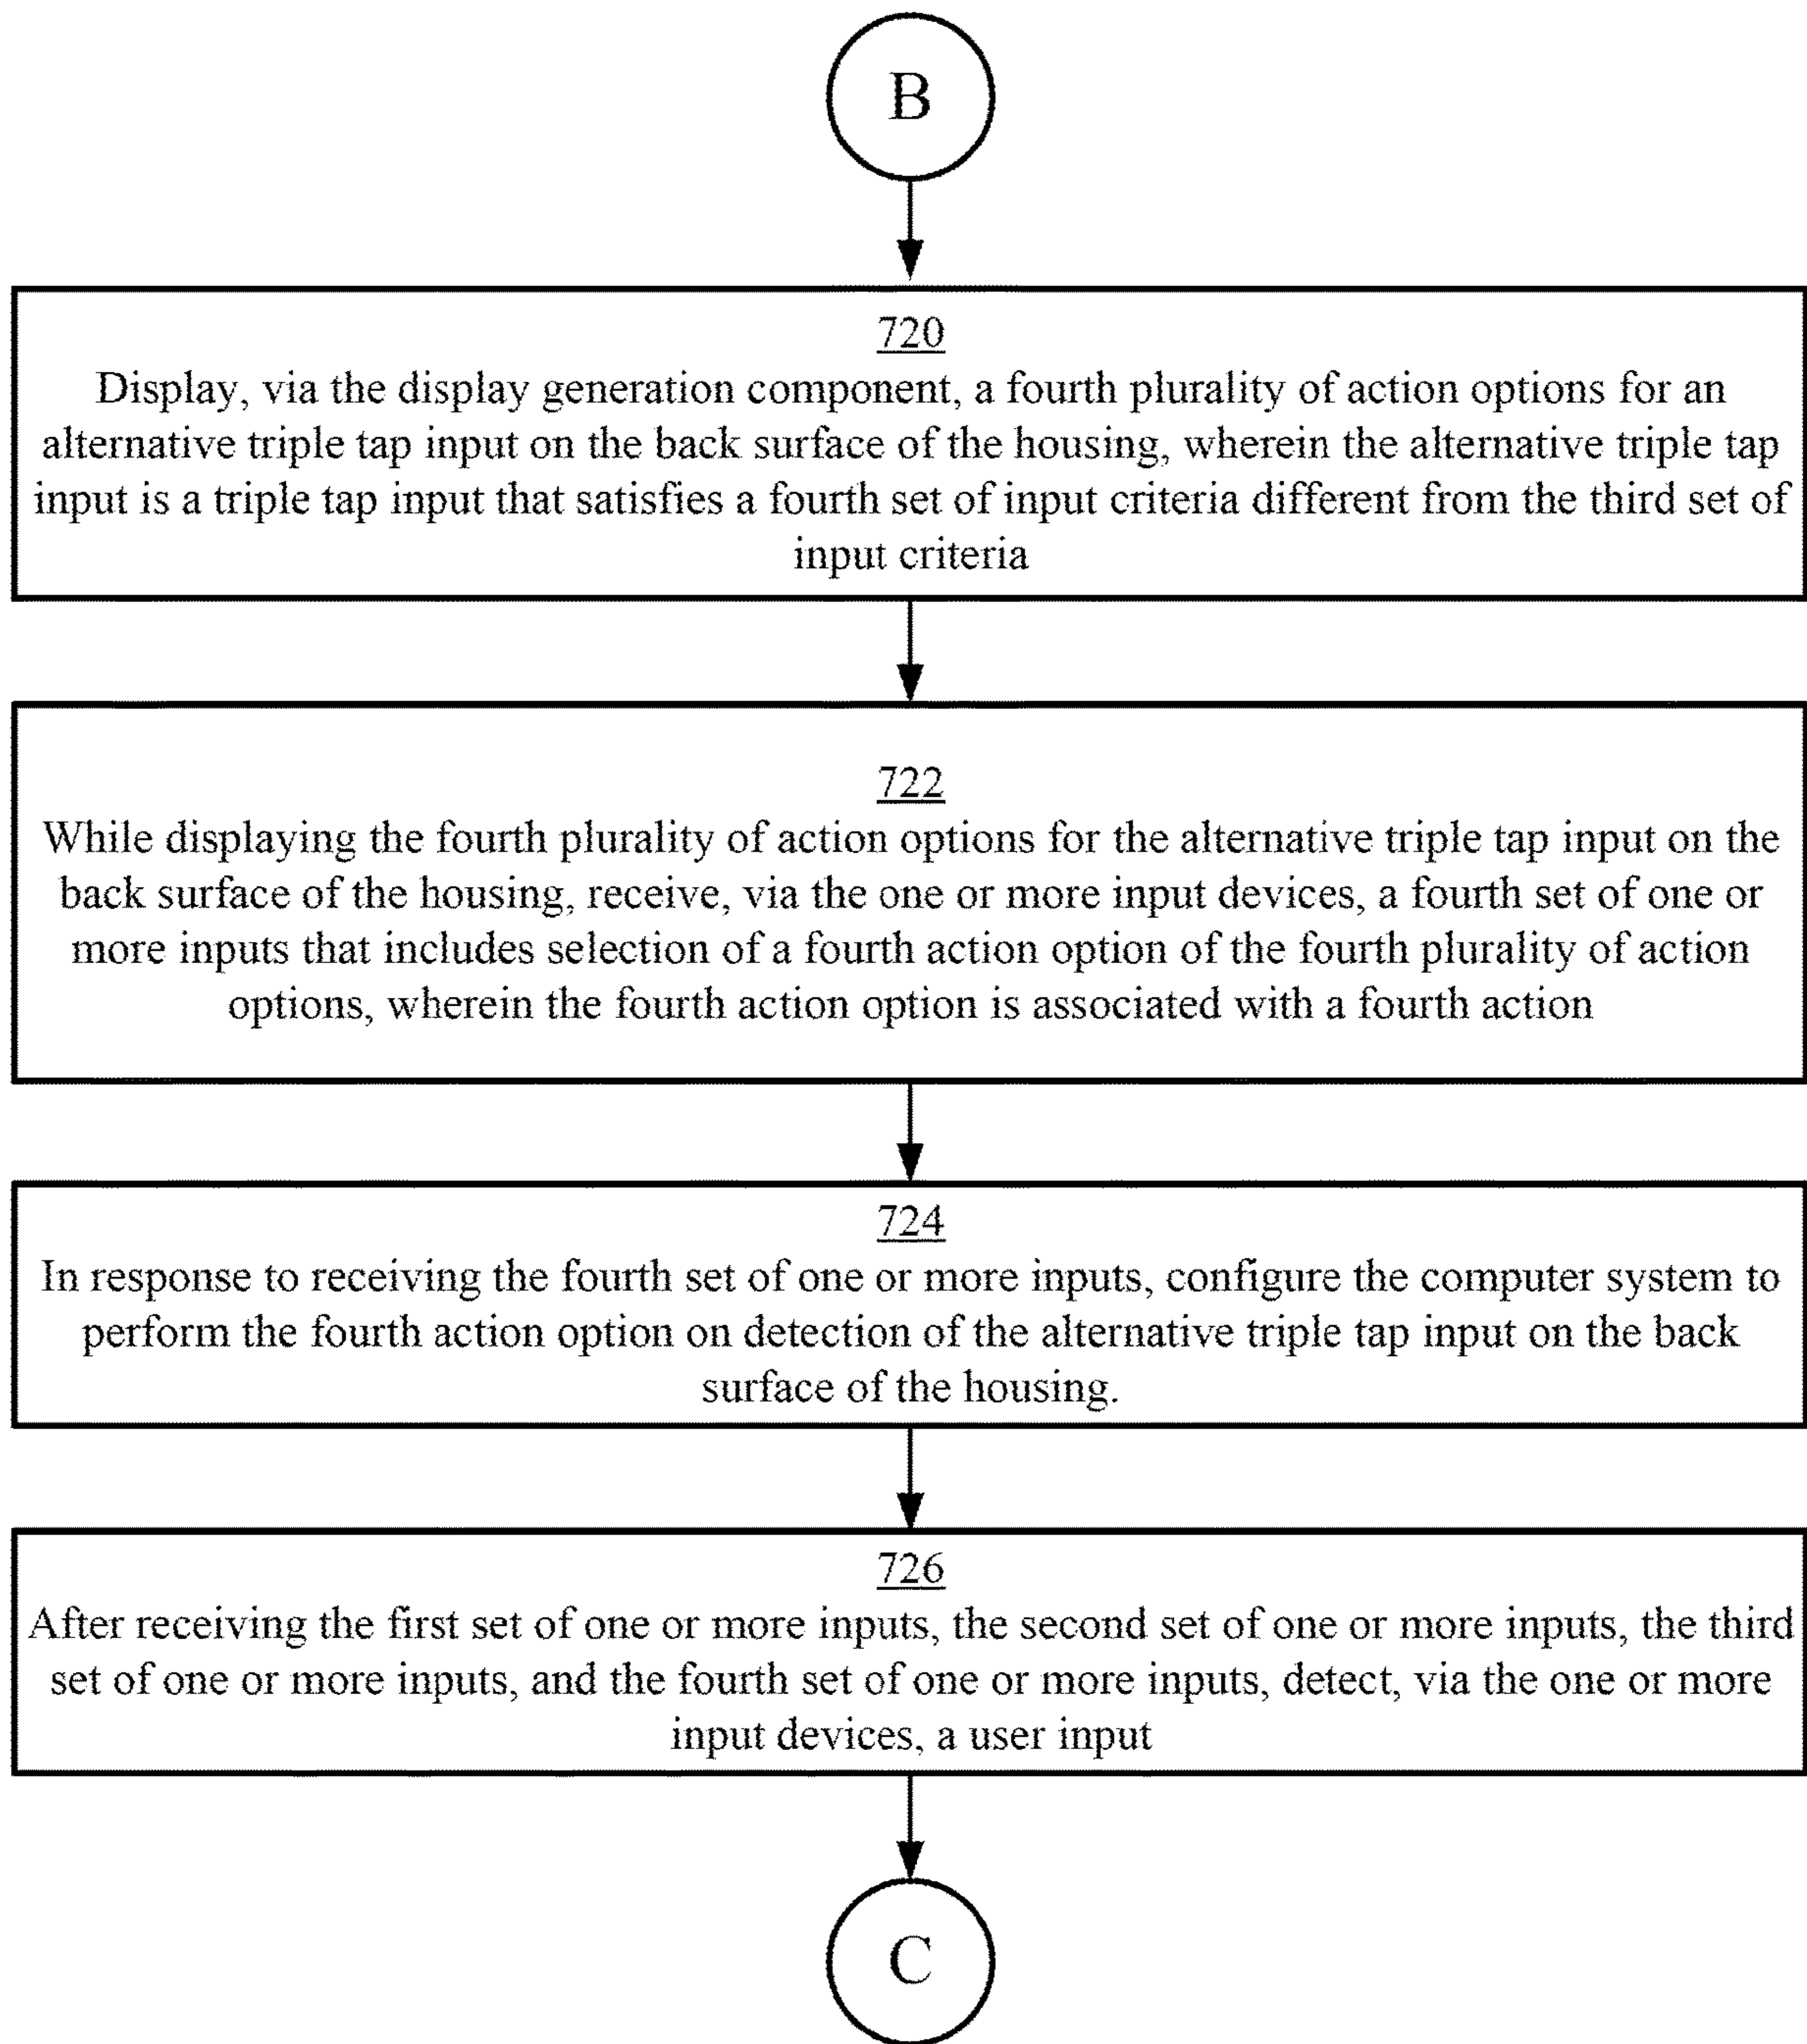 B
720
Display, via the display generation component, a fourth plurality of action options for an
alternative triple tap input on the back surface of the housing, wherein the alternative triple tap
input is a triple tap input that satisfies a fourth set of input criteria different from the third set of
input criteria
722
While displaying the fourth plurality of action options for the alternative triple tap input on the
back surface of the housing, receive, via the one or more input devices, a fourth set of one or
more inputs that includes selection of a fourth action option of the fourth plurality of action
options, wherein the fourth action option is associated with a fourth action
724
In response to receiving the fourth set of one or more inputs, configure the computer system to
perform the fourth action option on detection of the alternative triple tap input on the back
surface of the housing.
726
After receiving the first set of one or more inputs, the second set of one or more inputs, the third
set of one or more inputs, and the fourth set of one or more inputs, detect, via the one or more
input devices, a user input
C